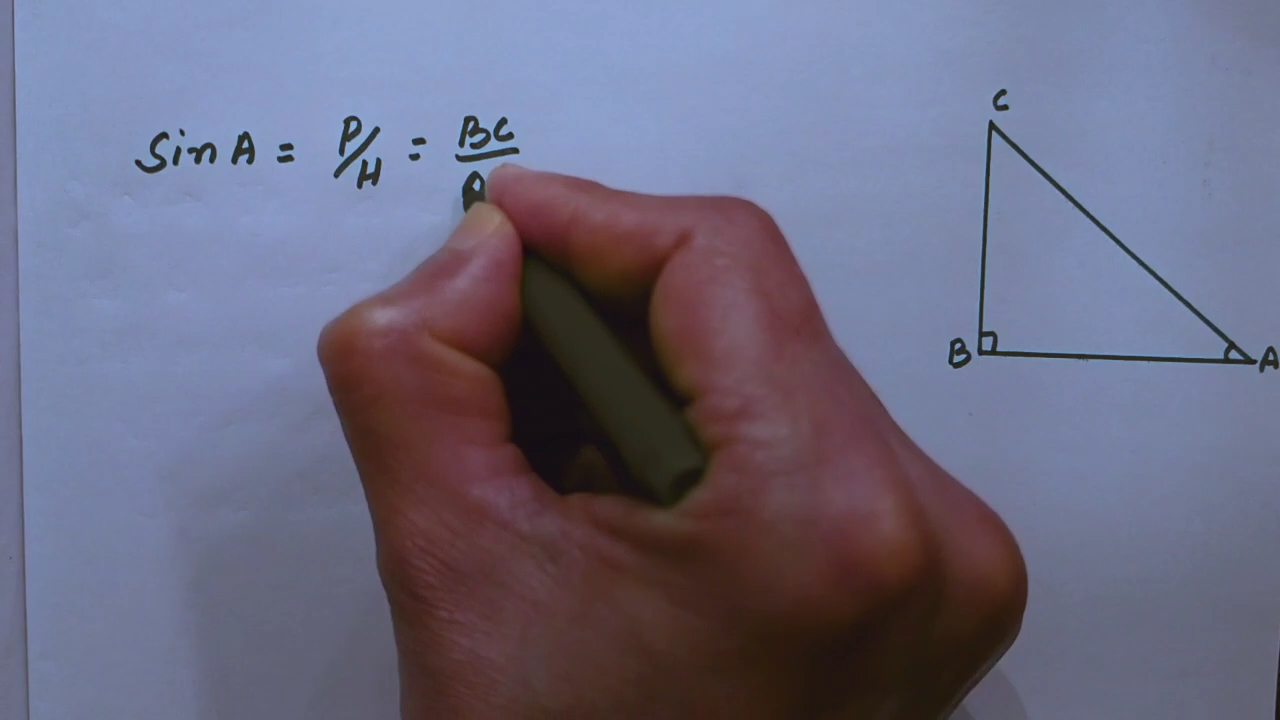 C
Sin A = P/H = BC/A
B
A